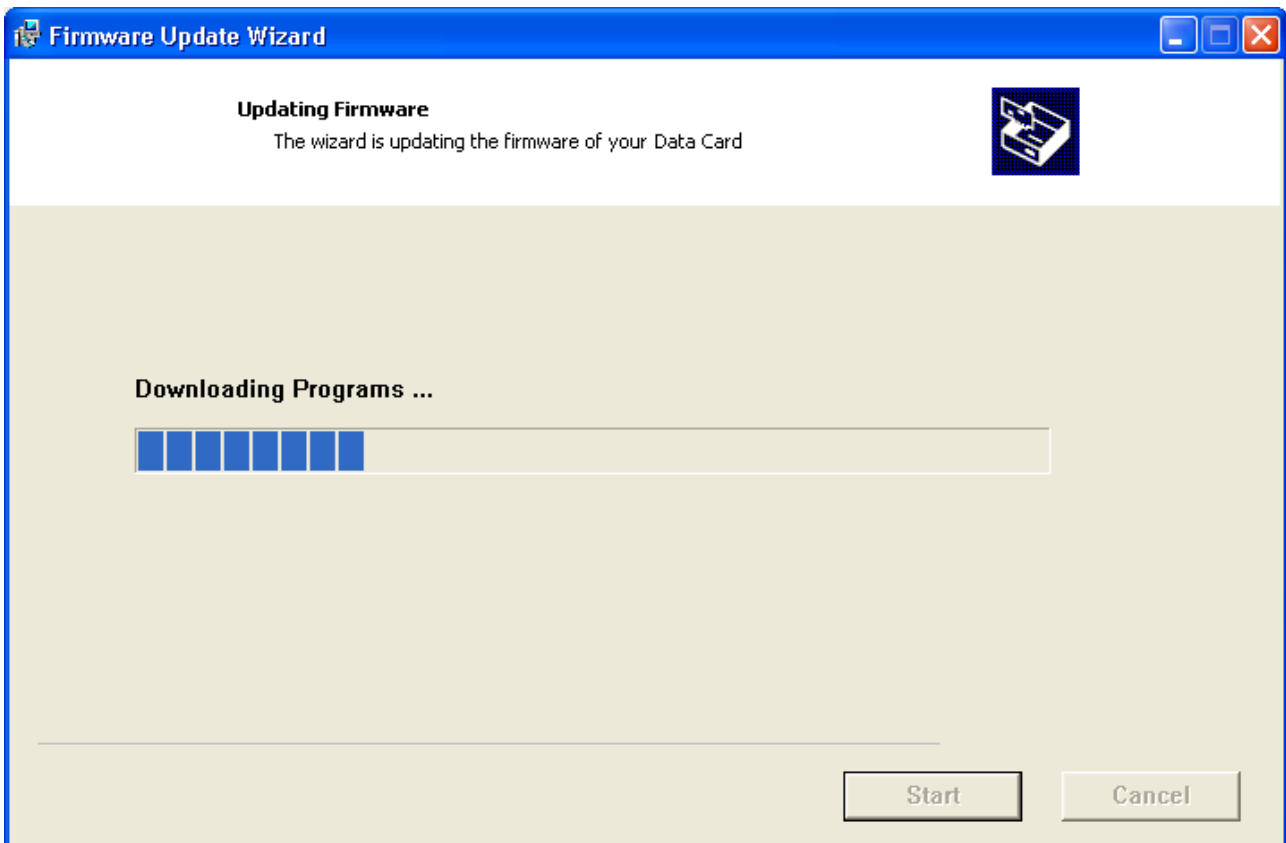 Firmware Update Wizard
Updating Firmware
The wizard is updating the firmware of your Data Card
Downloading Programs ...
Start
Cancel